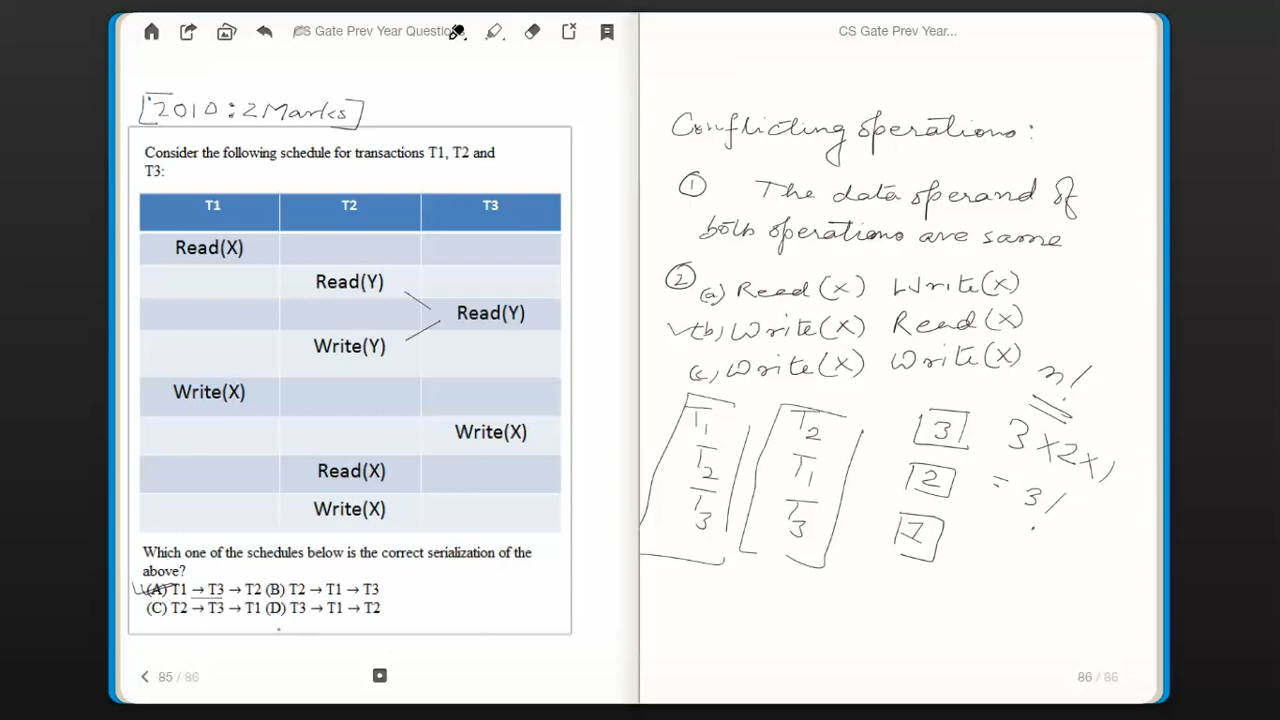 CS Gate Prev Year Questio
CS Gate Prev Year...
[2010:2 Marks]
Consider the following schedule for transactions T1, T2 and
T3:
T1 T2 T3
Read(X)
Read(Y)
Read(Y)
Write(Y)
Write(X)
Write(X)
Read(X)
Write(X)
Which one of the schedules below is the correct serialization of the
above?
(A) T1 → T3 → T2 (B) T2 → T1 → T3
(C) T2 → T3 → T1 (D) T3 → T1 → T2
85 / 86
Conflicting operations:
① The data operand of
both operations are same
② (a) Read (X) Write(X)
(b) Write(X) Read(X)
(c) Write(X) Write(X)
n!
T1 T2 3 3 X 2 X 1
T2 T1 2 = 3!
T3 T3 1
86 / 86